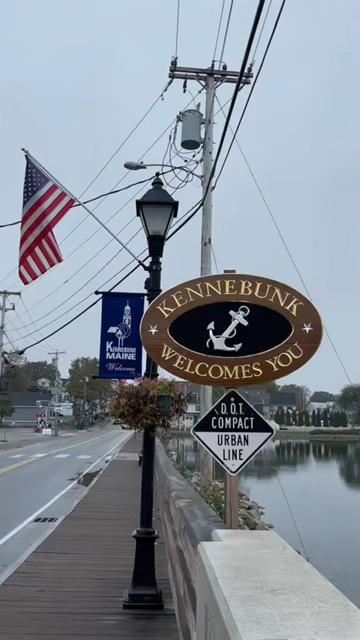 KENNEBUNK
WELCOMES YOU
KENNEBUNK
MAINE
Welcome
D.O.T.
COMPACT
URBAN
LINE